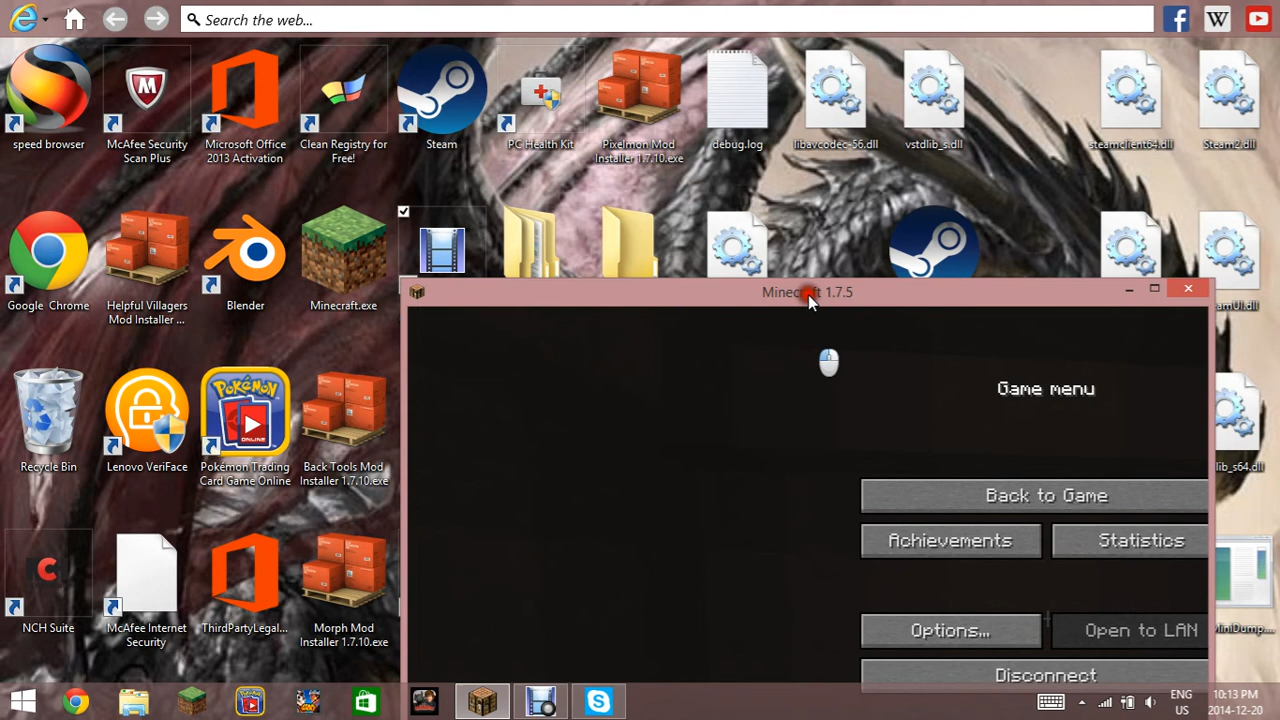 Search the web...
W
speed browser
McAfee Security
Scan Plus
Microsoft Office
2013 Activation
Clean Registry for
Free!
Steam
PC Health Kit
Pixelmon Mod
Installer 1.7.10.exe
debug.log
libavcodec-56.dll
vstdlib_s.dll
steamclient64.dll
Steam2.dll
Google Chrome
Helpful Villagers
Mod Installer ...
Blender
Minecraft.exe
Minecraft 1.7.5
Game menu
Back to Game
Achievements
Statistics
Options...
Open to LAN
Disconnect
Recycle Bin
Lenovo VeriFace
POKéMON
ONLINE
Pokémon Trading
Card Game Online
Back Tools Mod
Installer 1.7.10.exe
lib_s64.dll
NCH Suite
McAfee Internet
Security
ThirdPartyLegal...
Morph Mod
Installer 1.7.10.exe
ENG
US
10:13 PM
2014-12-20